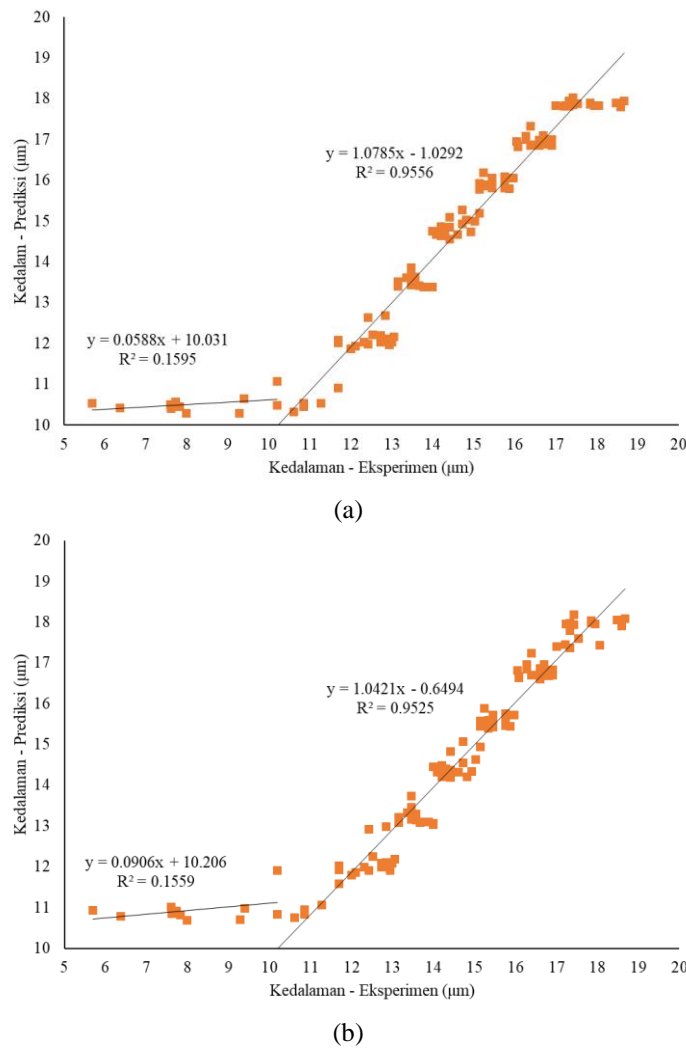 20
19
18
17
16
15
14
13
12
11
10
Kedalam - Prediksi (μm)
y = 1.0785x - 1.0292
R² = 0.9556
y = 0.0588x + 10.031
R² = 0.1595
5 6 7 8 9 10 11 12 13 14 15 16 17 18 19 20
Kedalaman - Eksperimen (μm)
(a)
20
19
18
17
16
15
14
13
12
11
10
Kedalaman - Prediksi (μm)
y = 1.0421x - 0.6494
R² = 0.9525
y = 0.0906x + 10.206
R² = 0.1559
5 6 7 8 9 10 11 12 13 14 15 16 17 18 19 20
Kedalaman - Eksperimen (μm)
(b)